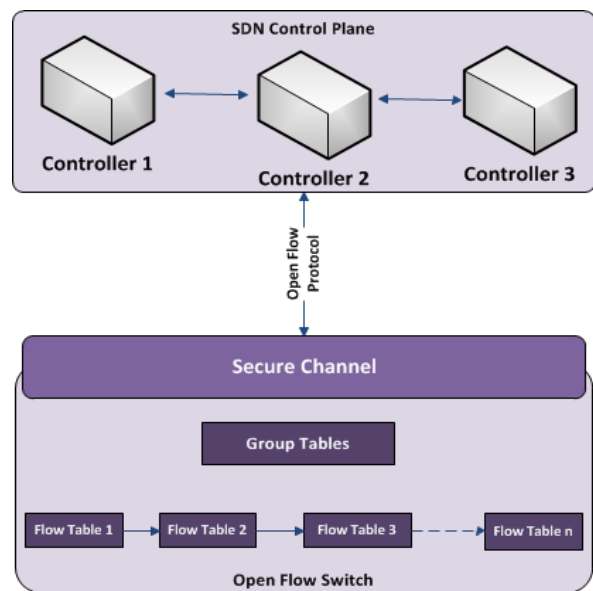 SDN Control Plane
Controller 1
Controller 2
Controller 3
Open Flow
Protocol
Secure Channel
Group Tables
Flow Table 1
Flow Table 2
Flow Table 3
Flow Table n
Open Flow Switch